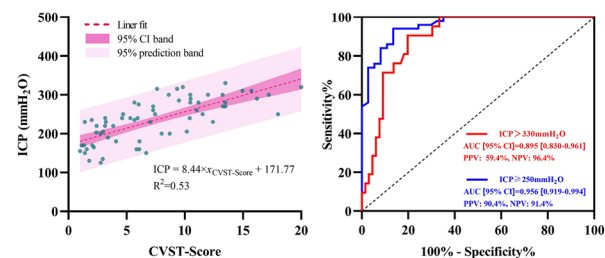 500
400
300
200
100
0
ICP (mmH₂O)
Liner fit
95% CI band
95% prediction band
ICP = 8.44×xCVST-Score + 171.77
R²=0.53
0
5
10
15
20
CVST-Score
100
80
60
40
20
0
Sensitivity%
ICP＞330mmH₂O
AUC [95% CI]=0.895 [0.830-0.961]
PPV: 59.4%, NPV: 96.4%
ICP≥250mmH₂O
AUC [95% CI]=0.956 [0.919-0.994]
PPV: 90.4%, NPV: 91.4%
0
20
40
60
80
100
100% - Specificity%